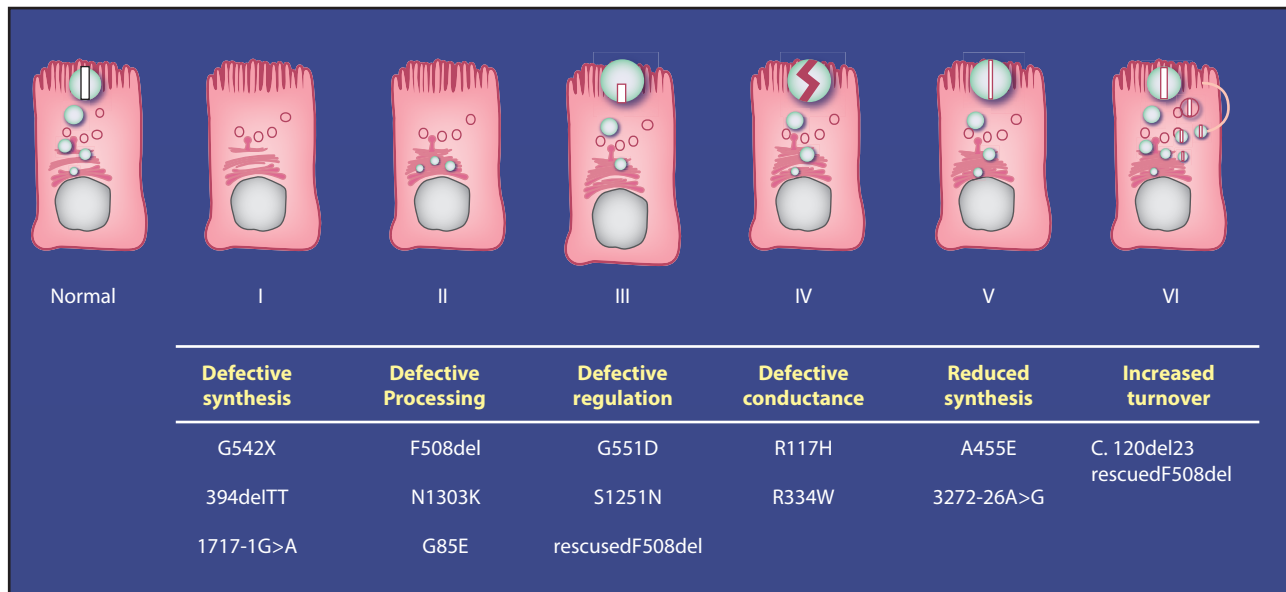 Normal
I
II
III
IV
V
VI
Defective synthesis
Defective Processing
Defective regulation
Defective conductance
Reduced synthesis
Increased turnover
G542X
F508del
G551D
R117H
A455E
C. 120del23
rescuedF508del
394delTT
N1303K
S1251N
R334W
3272-26A>G
1717-1G>A
G85E
rescusedF508del